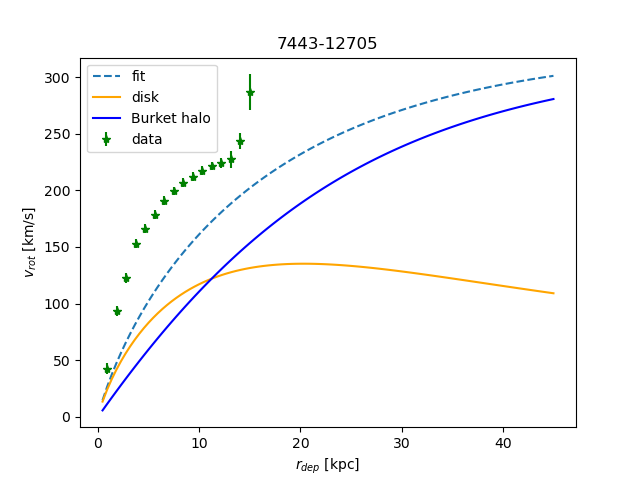 7443-12705
fit
disk
Burket halo
data
300
250
200
150
100
50
0
v_rot [km/s]
0 10 20 30 40
r_dep [kpc]